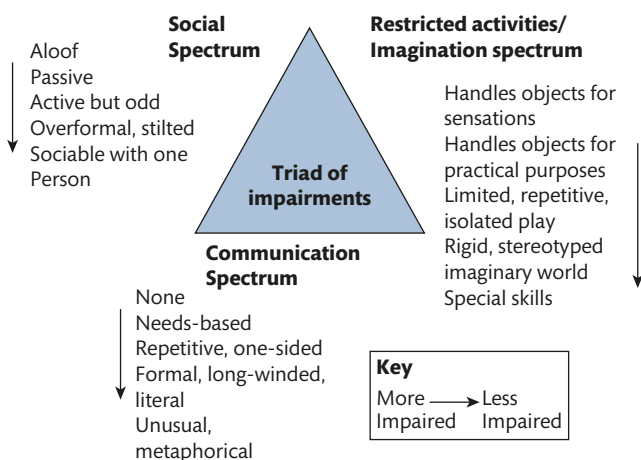 Social
Spectrum
Restricted activities/
Imagination spectrum
Aloof
Passive
Active but odd
Overformal, stilted
Sociable with one
Person
Handles objects for
sensations
Handles objects for
practical purposes
Limited, repetitive,
isolated play
Rigid, stereotyped
imaginary world
Special skills
Triad of
impairments
Communication
Spectrum
None
Needs-based
Repetitive, one-sided
Formal, long-winded,
literal
Unusual,
metaphorical
Key
More Less
Impaired Impaired